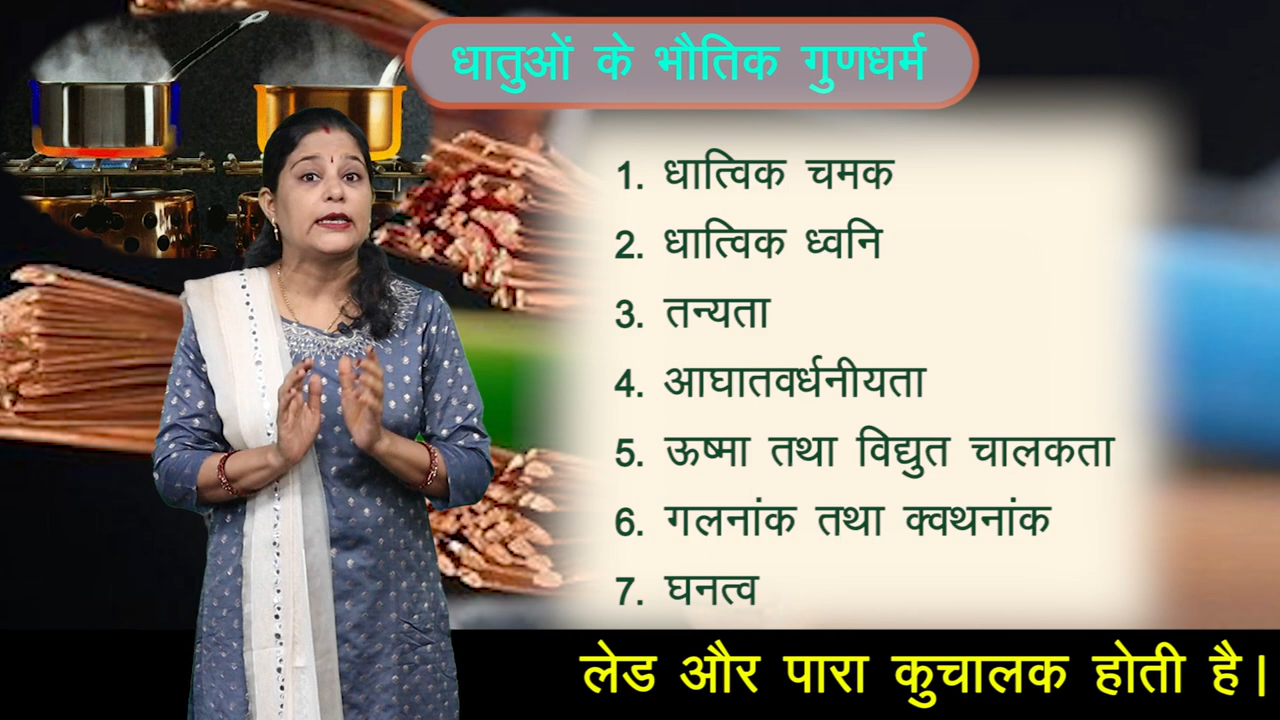 धातुओं के भौतिक गुणधर्म
1. धात्विक चमक
2. धात्विक ध्वनि
3. तन्यता
4. आघातवर्धनीयता
5. ऊष्मा तथा विद्युत चालकता
6. गलनांक तथा क्वथनांक
7. घनत्व
लेड और पारा कुचालक होती है।